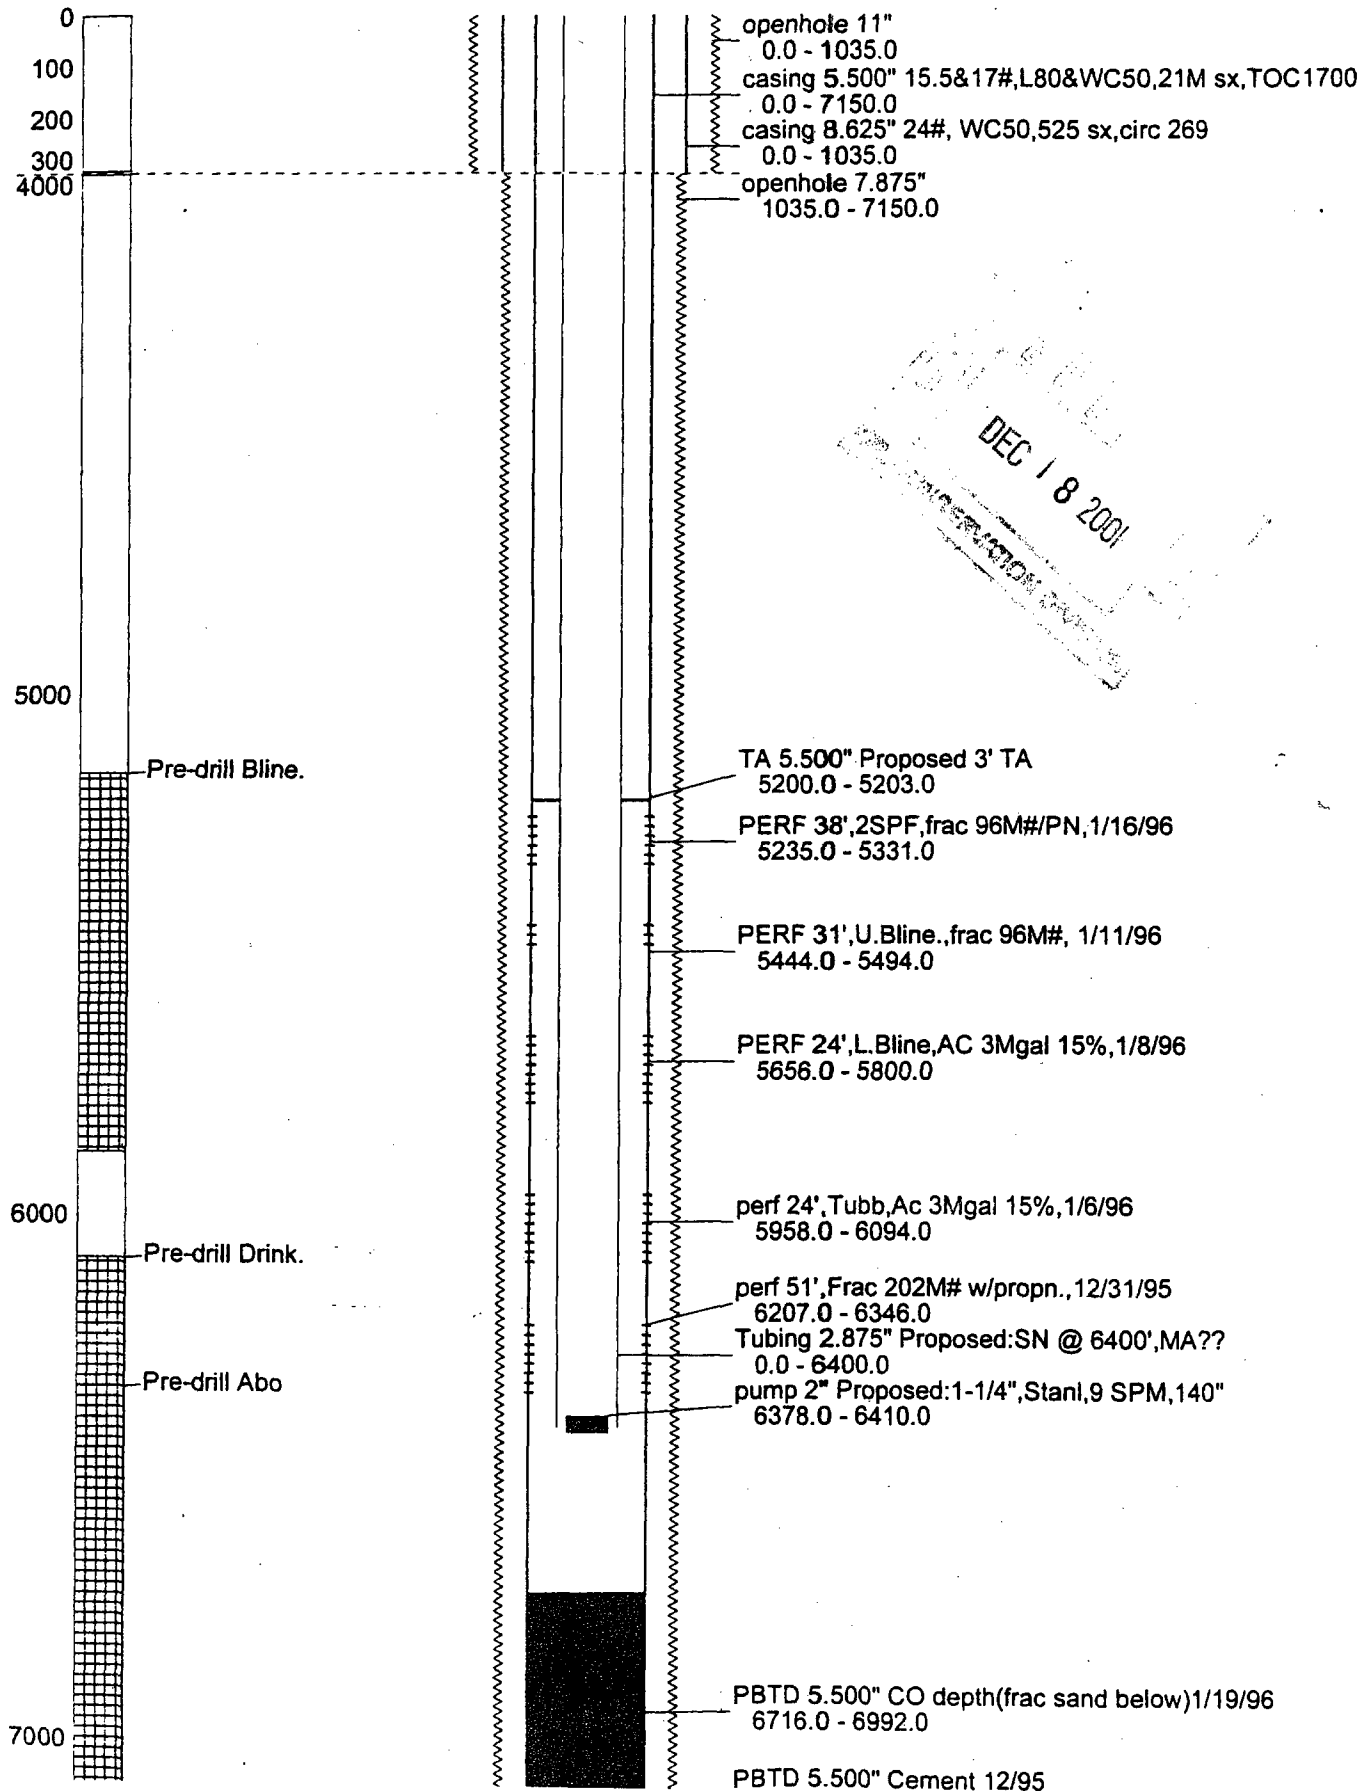 0
100
200
300
4000
5000
6000
7000
Pre-drill Bline.
Pre-drill Drink.
Pre-drill Abo
openhole 11"
0.0 - 1035.0
casing 5.500" 15.5&17#,L80&WC50,21M sx,TOC1700
0.0 - 7150.0
casing 8.625" 24#, WC50,525 sx,circ 269
0.0 - 1035.0
openhole 7.875"
1035.0 - 7150.0
DEC 18 2001
TA 5.500" Proposed 3' TA
5200.0 - 5203.0
PERF 38',2SPF,frac 96M#/PN,1/16/96
5235.0 - 5331.0
PERF 31',U.Bline.,frac 96M#, 1/11/96
5444.0 - 5494.0
PERF 24',L.Bline,AC 3Mgal 15%,1/8/96
5656.0 - 5800.0
perf 24',Tubb,Ac 3Mgal 15%,1/6/96
5958.0 - 6094.0
perf 51',Frac 202M# w/propn.,12/31/95
6207.0 - 6346.0
Tubing 2.875" Proposed:SN @ 6400',MA??
0.0 - 6400.0
pump 2" Proposed:1-1/4",Stanl,9 SPM,140"
6378.0 - 6410.0
PBTD 5.500" CO depth(frac sand below)1/19/96
6716.0 - 6992.0
PBTD 5.500" Cement 12/95